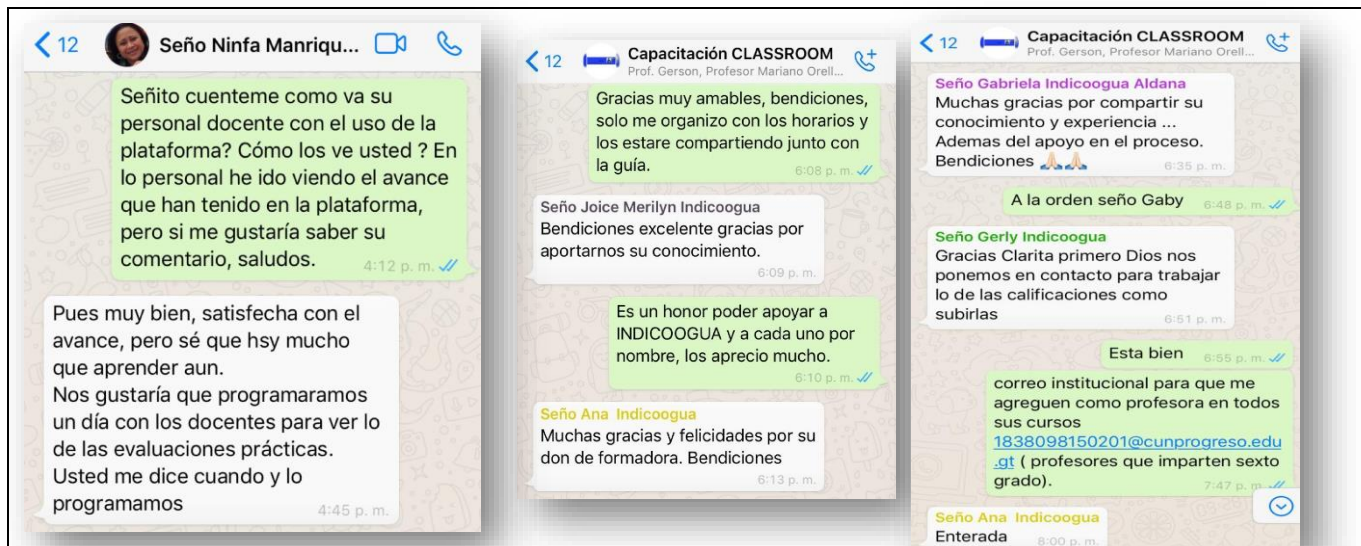 12
Seño Ninfa Manriqu...
Señito cuenteme como va su
personal docente con el uso de la
plataforma? Cómo los ve usted ? En
lo personal he ido viendo el avance
que han tenido en la plataforma,
pero si me gustaría saber su
comentario, saludos.
4:12 p. m.
Pues muy bien, satisfecha con el
avance, pero sé que hsy mucho
que aprender aun.
Nos gustaría que programaramos
un día con los docentes para ver lo
de las evaluaciones prácticas.
Usted me dice cuando y lo
programamos
4:45 p. m.
12
Capacitación CLASSROOM
Prof. Gerson, Profesor Mariano Orell...
Gracias muy amables, bendiciones,
solo me organizo con los horarios y
los estare compartiendo junto con
la guía.
6:08 p. m.
Seño Joice Merilyn Indicoogua
Bendiciones excelente gracias por
aportarnos su conocimiento.
6:09 p. m.
Es un honor poder apoyar a
INDICOOGUA y a cada uno por
nombre, los aprecio mucho.
6:10 p. m.
Seño Ana Indicoogua
Muchas gracias y felicidades por su
don de formadora. Bendiciones
6:13 p. m.
12
Capacitación CLASSROOM
Prof. Gerson, Profesor Mariano Orell...
Seño Gabriela Indicoogua Aldana
Muchas gracias por compartir su
conocimiento y experiencia ...
Ademas del apoyo en el proceso.
Bendiciones 🙏🏻🙏🏻
6:35 p. m.
A la orden seño Gaby
6:48 p. m.
Seño Gerly Indicoogua
Gracias Clarita primero Dios nos
ponemos en contacto para trabajar
lo de las calificaciones como
subirlas
6:51 p. m.
Esta bien
6:55 p. m.
correo institucional para que me
agreguen como profesora en todos
sus cursos
1838098150201@cunprogreso.edu
.gt ( profesores que imparten sexto
grado).
7:47 p. m.
Seño Ana Indicoogua
Enterada
8:00 p. m.